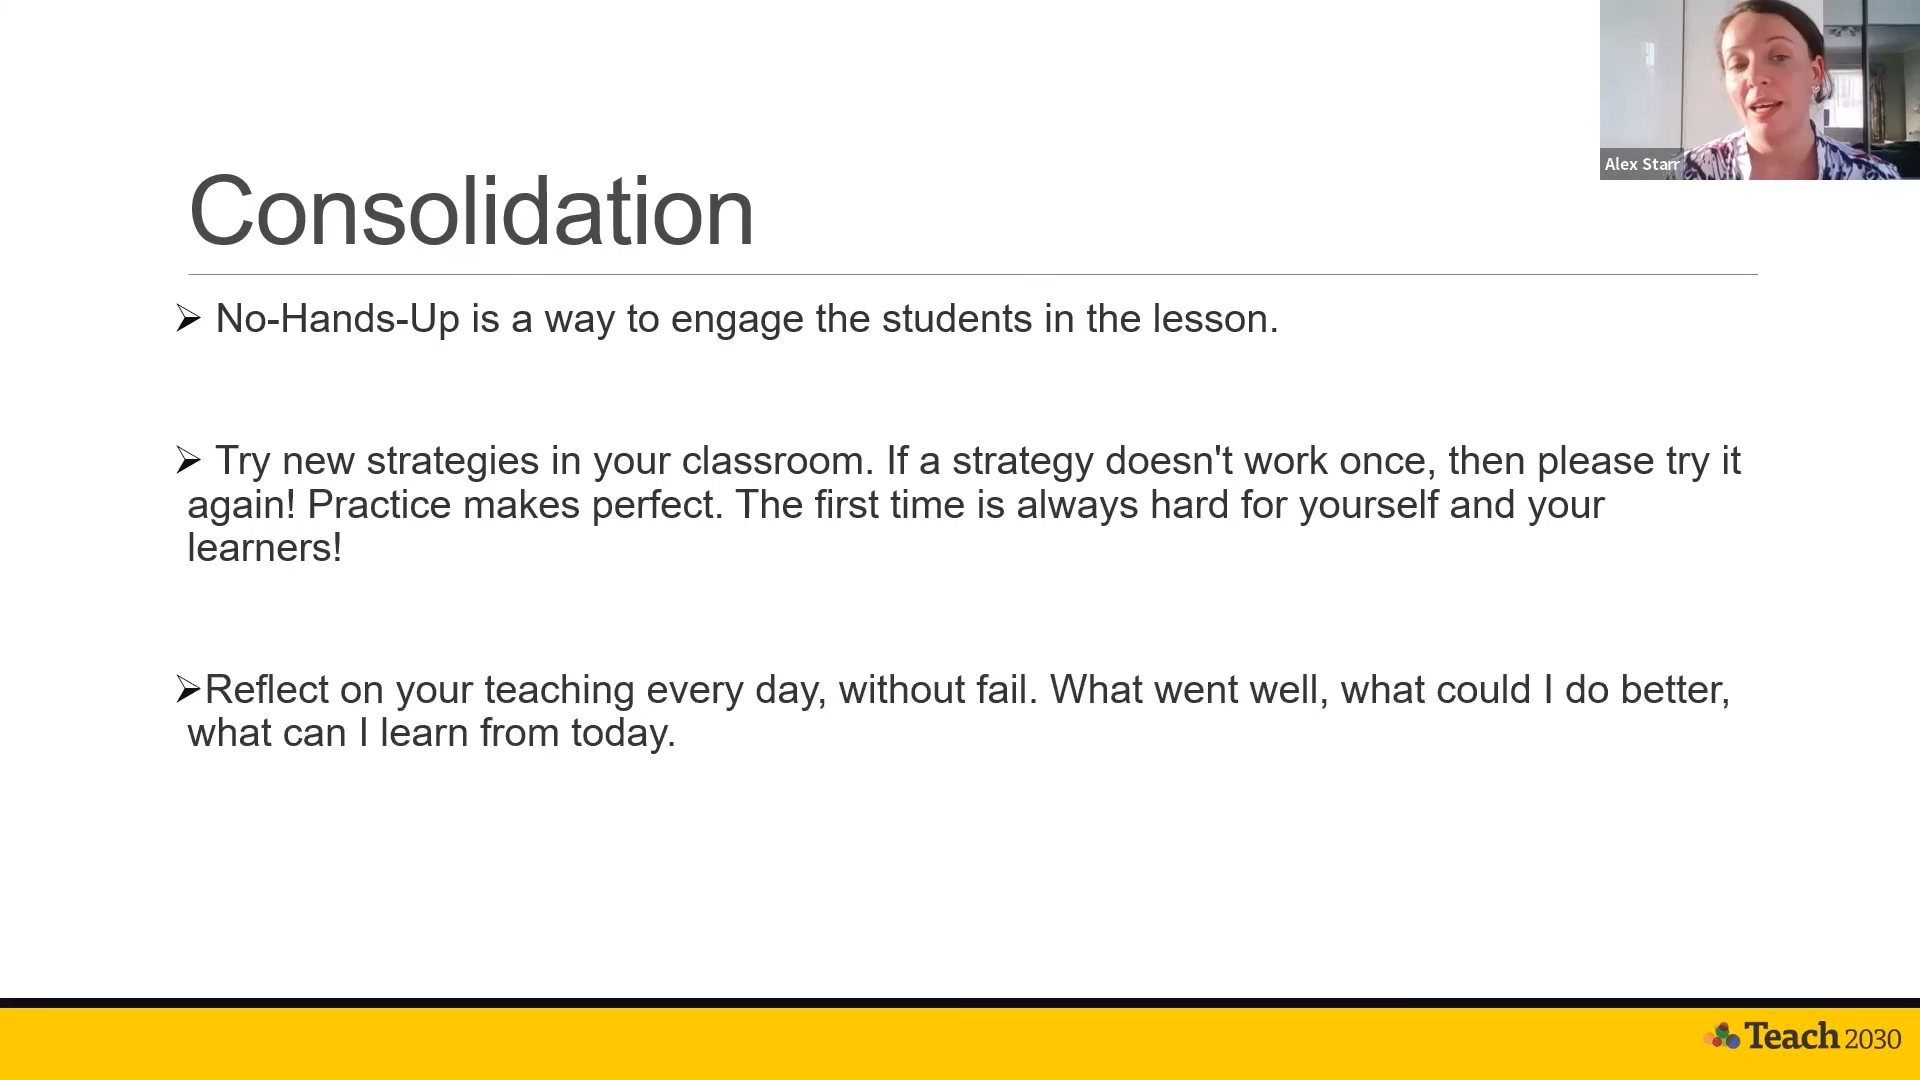 Alex Starr
Consolidation
➢ No-Hands-Up is a way to engage the students in the lesson.
➢ Try new strategies in your classroom. If a strategy doesn't work once, then please try it
again! Practice makes perfect. The first time is always hard for yourself and your
learners!
➢Reflect on your teaching every day, without fail. What went well, what could I do better,
what can I learn from today.
Teach 2030